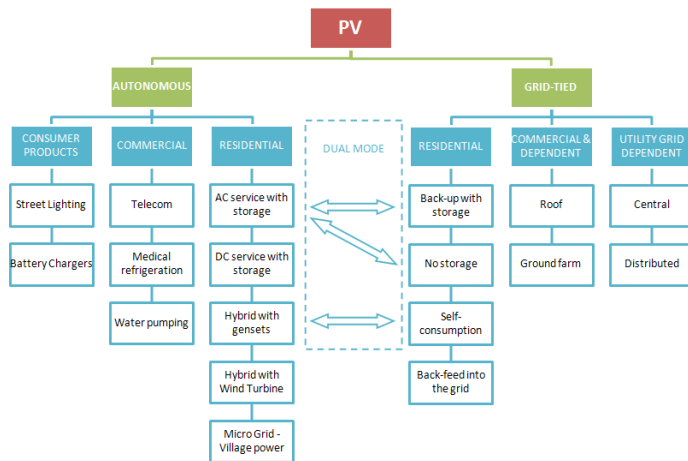 PV
AUTONOMOUS
GRID-TIED
CONSUMER
PRODUCTS
COMMERCIAL
RESIDENTIAL
DUAL MODE
RESIDENTIAL
COMMERCIAL &
DEPENDENT
UTILITY GRID
DEPENDENT
Street Lighting
Telecom
AC service with
storage
Back-up with
storage
Roof
Central
Battery Chargers
Medical
refrigeration
DC service with
storage
No storage
Ground farm
Distributed
Water pumping
Hybrid with
gensets
Self-
consumption
Hybrid with
Wind Turbine
Back-feed into
the grid
Micro Grid -
Village power